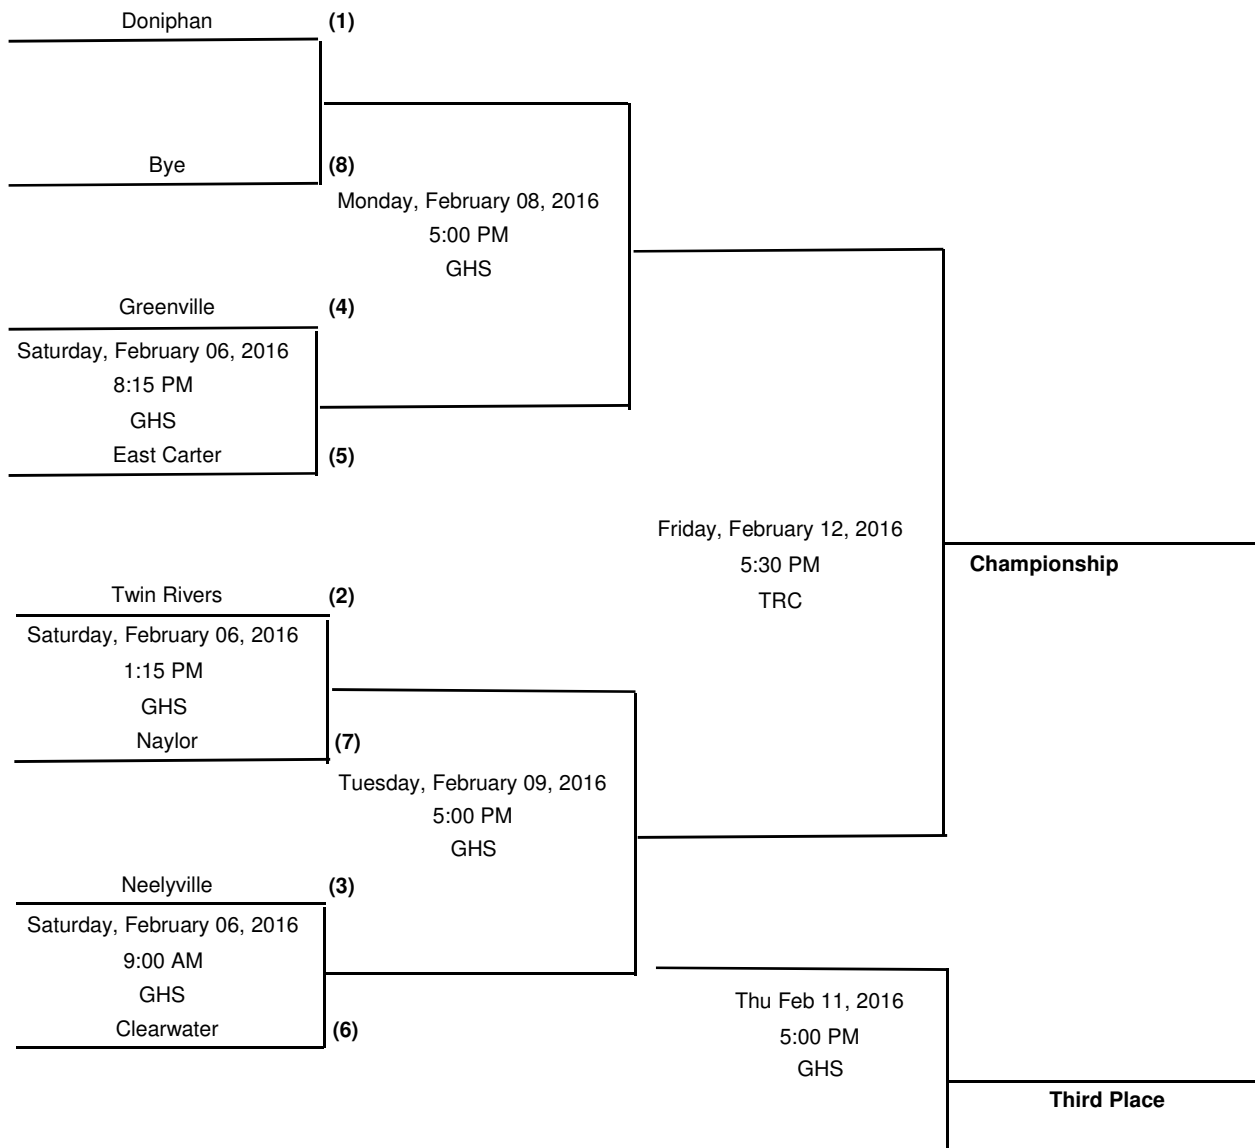 Doniphan
(1)
Bye
(8)
Monday, February 08, 2016
5:00 PM
GHS
Greenville
(4)
Saturday, February 06, 2016
8:15 PM
GHS
East Carter
(5)
Friday, February 12, 2016
5:30 PM
TRC
Championship
Twin Rivers
(2)
Saturday, February 06, 2016
1:15 PM
GHS
Naylor
(7)
Tuesday, February 09, 2016
5:00 PM
GHS
Neelyville
(3)
Saturday, February 06, 2016
9:00 AM
GHS
Clearwater
(6)
Thu Feb 11, 2016
5:00 PM
GHS
Third Place